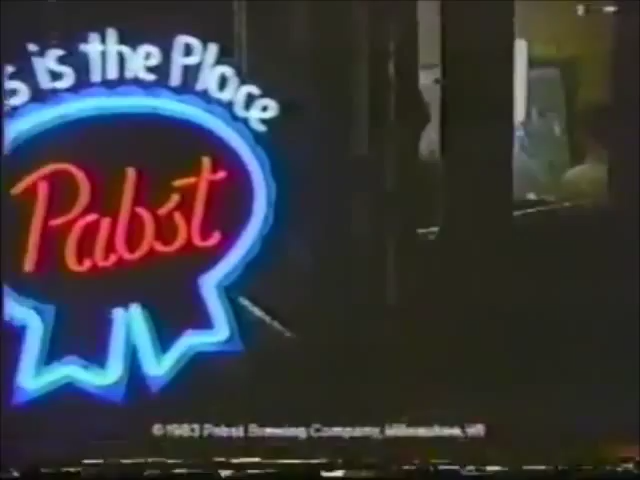 s is the Place
Pabst
©1983 Pabst Brewing Company, Milwaukee, WI